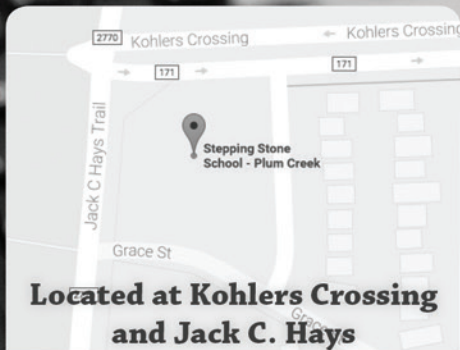 2770
Kohlers Crossing
Kohlers Crossing
171
171
Jack C Hays Trail
Stepping Stone
School - Plum Creek
Grace St
Located at Kohlers Crossing
and Jack C. Hays